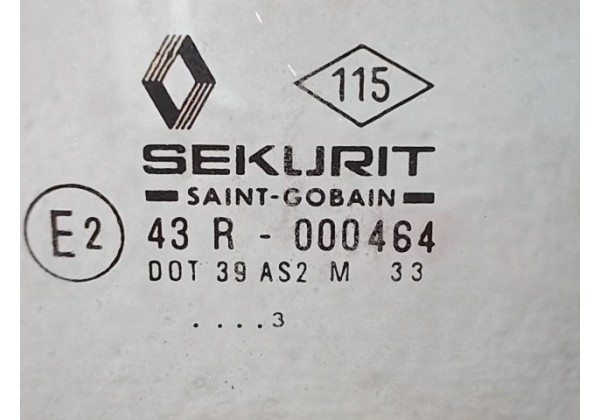 115
SEKURIT
SAINT-GOBAIN
E2 43 R - 000464
DOT 39 AS2 M 33
....3